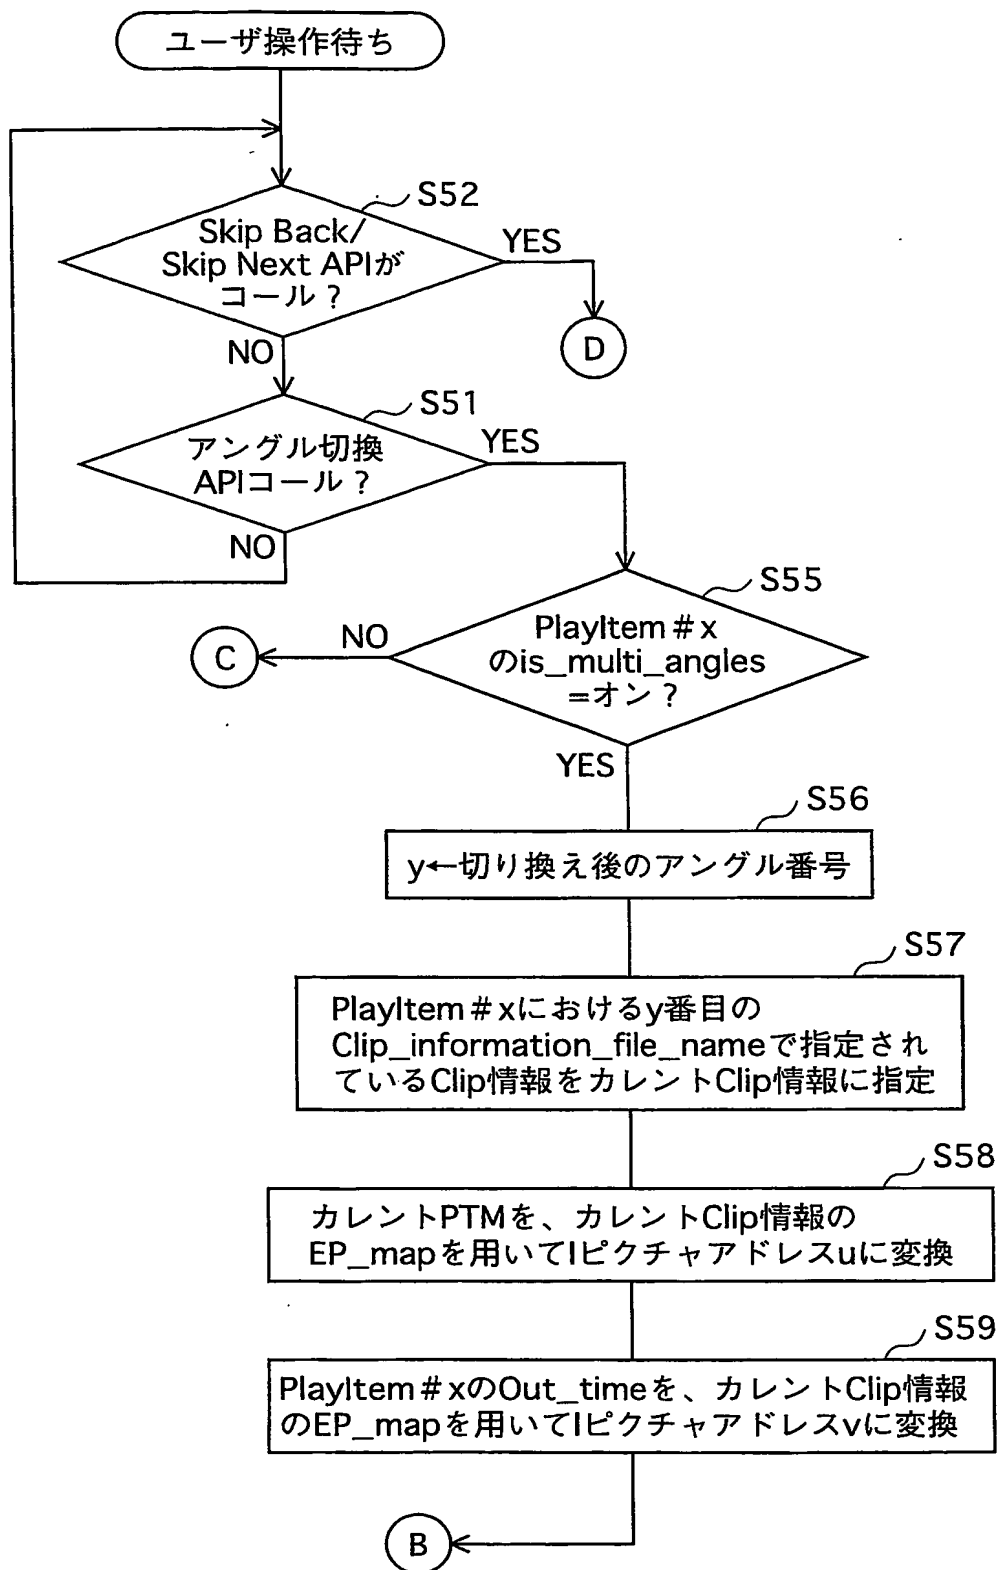 ユーザ操作待ち
S52
Skip Back/
Skip Next APIが
コール？
YES
D
NO
S51
アングル切換
APIコール？
YES
NO
S55
PlayItem＃x
のis_multi_angles
=オン？
NO
C
YES
S56
y←切り換え後のアングル番号
S57
PlayItem＃xにおけるy番目の
Clip_information_file_nameで指定され
ているClip情報をカレントClip情報に指定
S58
カレントPTMを、カレントClip情報の
EP_mapを用いてIピクチャアドレスuに変換
S59
PlayItem＃xのOut_timeを、カレントClip情報
のEP_mapを用いてIピクチャアドレスvに変換
B